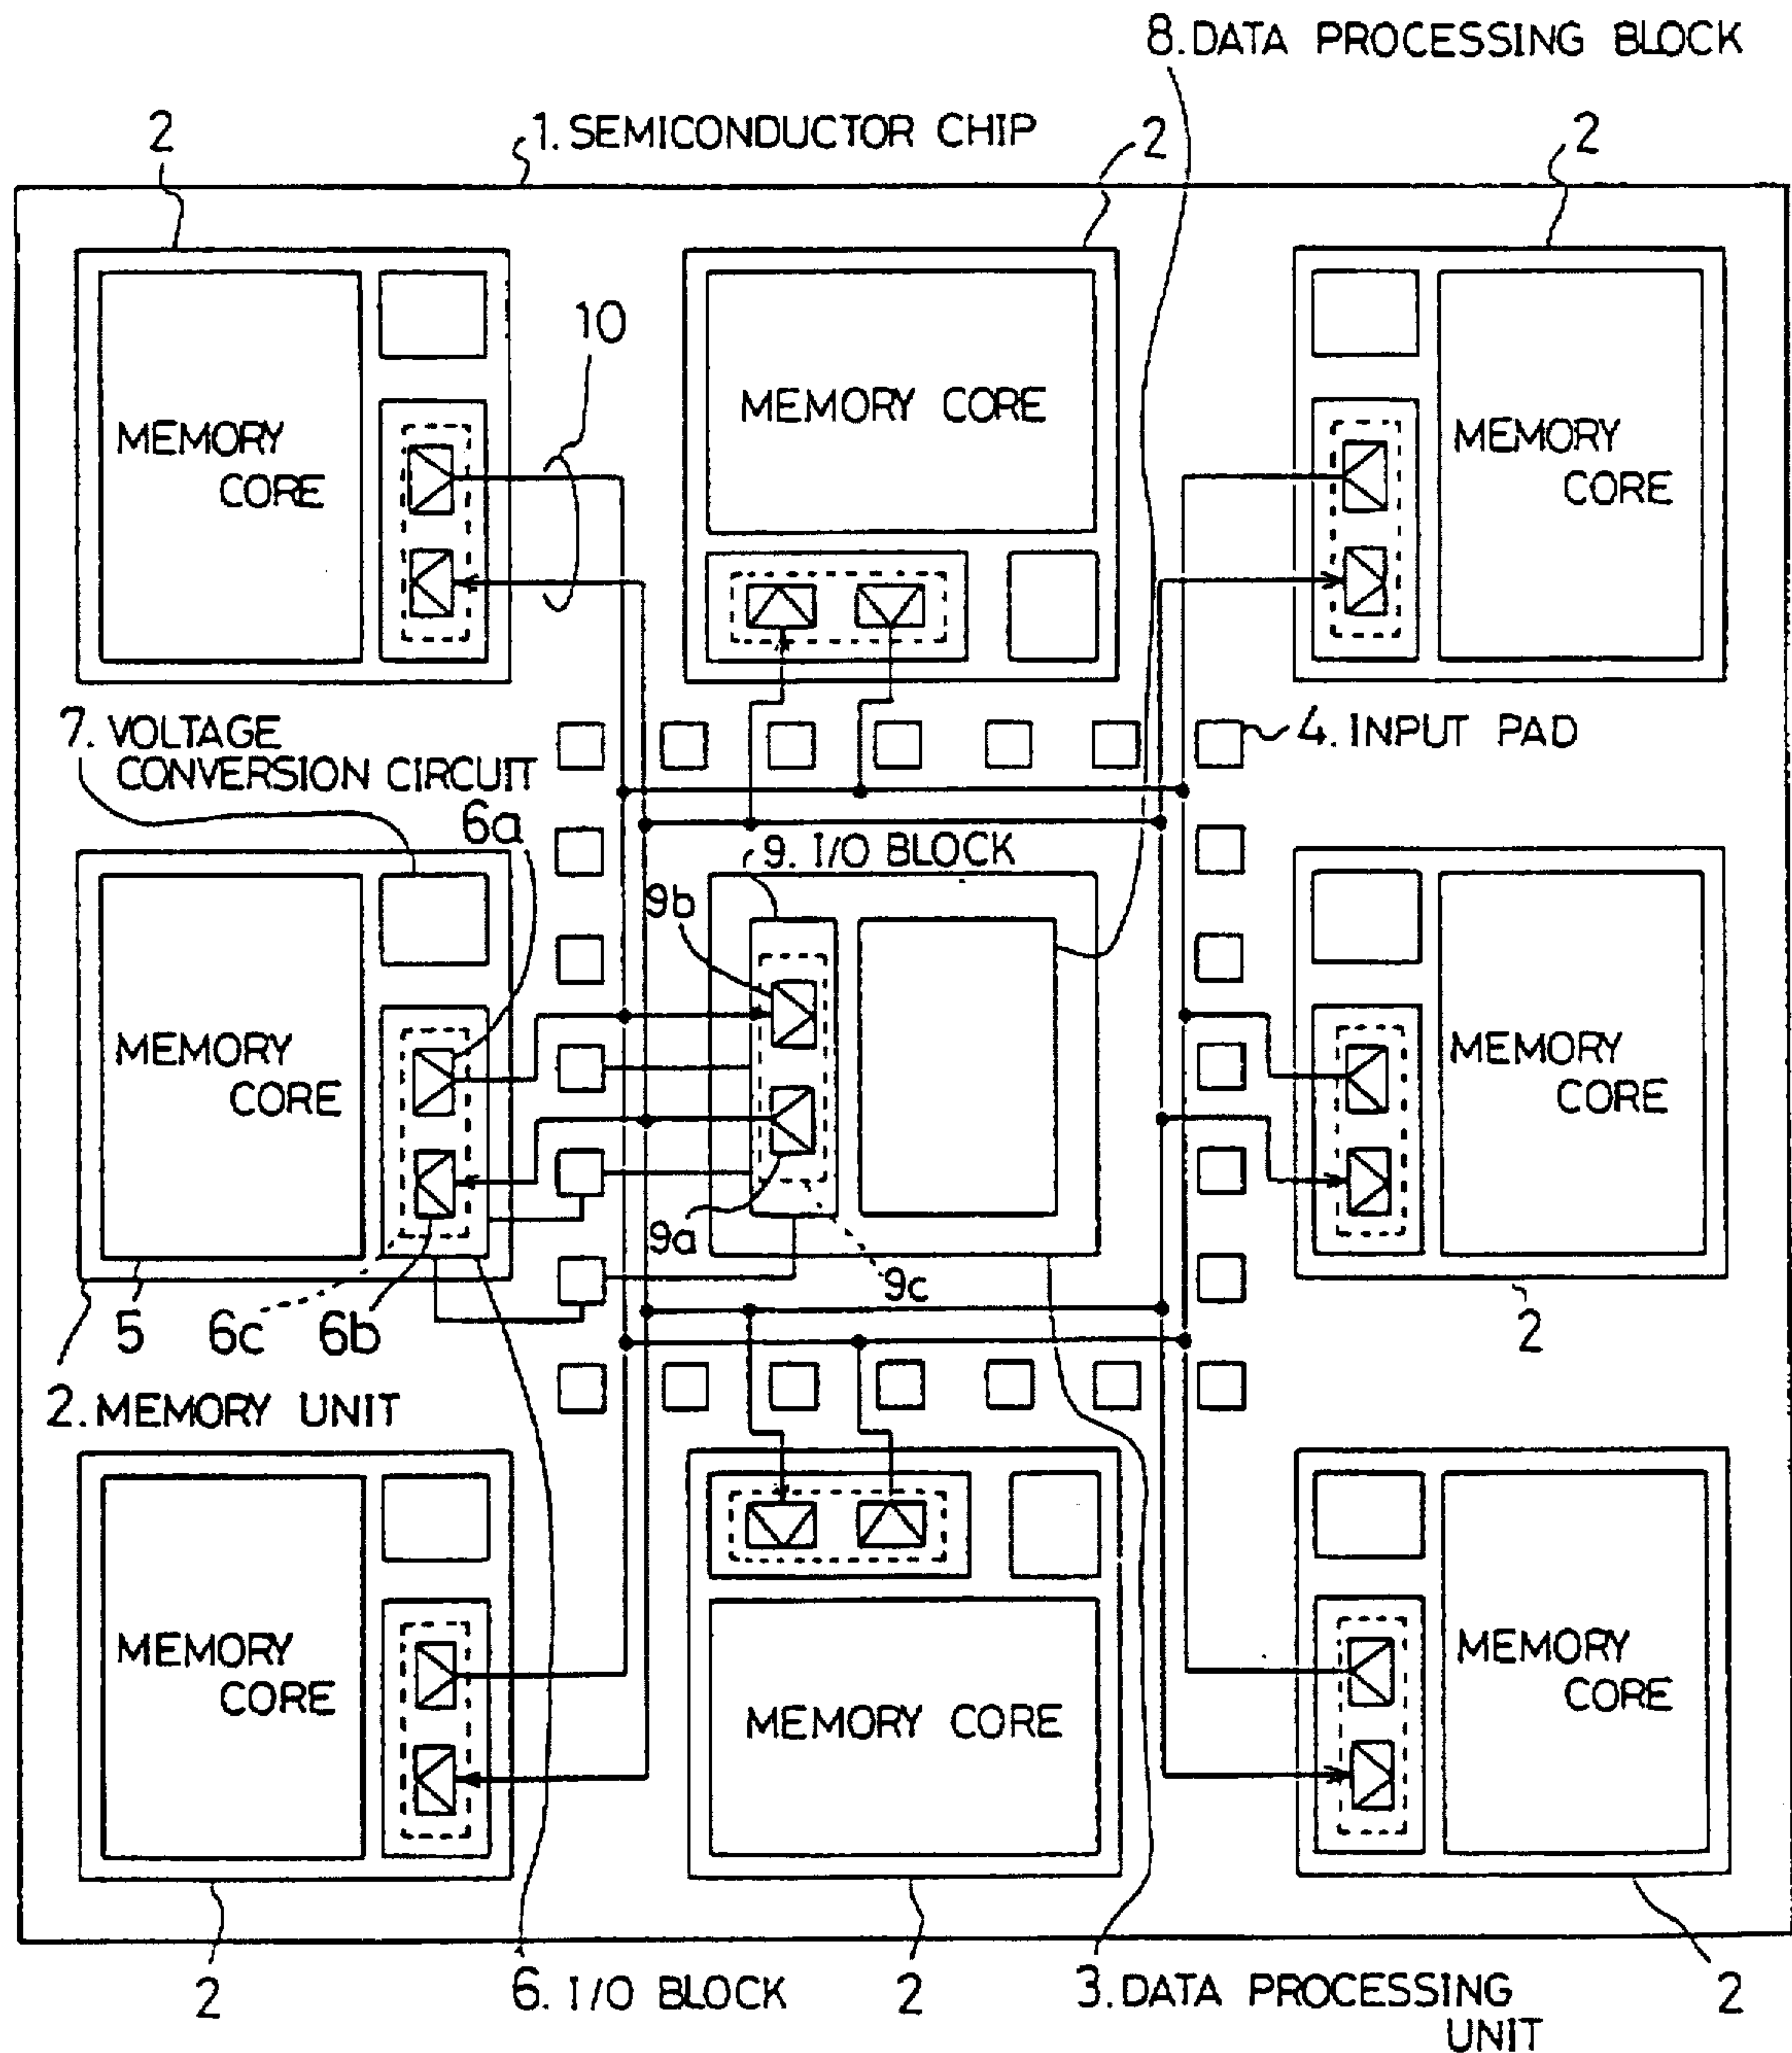 8. DATA PROCESSING BLOCK
2
1. SEMICONDUCTOR CHIP
2
2
10
MEMORY
CORE
MEMORY CORE
MEMORY
CORE
7. VOLTAGE
CONVERSION CIRCUIT
4. INPUT PAD
6a
9. I/O BLOCK
9b
MEMORY
CORE
MEMORY
CORE
9a
9c
5
6c
6b
2
2. MEMORY UNIT
MEMORY
CORE
MEMORY CORE
MEMORY
CORE
2
6. I/O BLOCK
2
3. DATA PROCESSING
UNIT
2